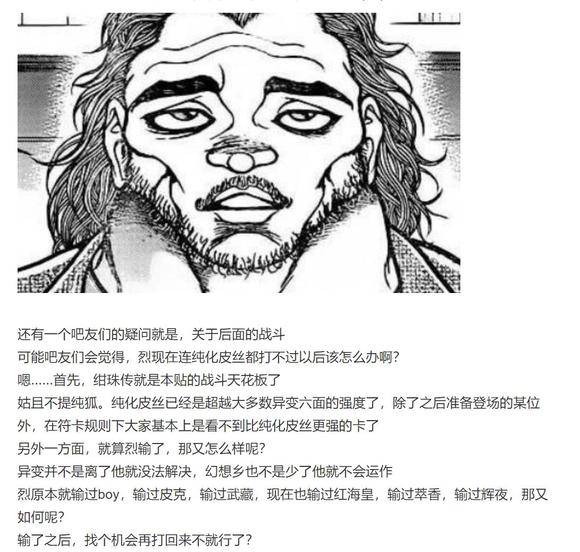 还有一个吧友们的疑问就是，关于后面的战斗
可能吧友们会觉得，烈现在连纯化皮丝都打不过以后该怎么办啊？
嗯……首先，绀珠传就是本贴的战斗天花板了
姑且不提纯狐。纯化皮丝已经是超越大多数异变六面的强度了，除了之后准备登场的某位
外，在符卡规则下大家基本上是看不到比纯化皮丝更强的卡了
另外一方面，就算烈输了，那又怎么样呢？
异变并不是离了他就没法解决，幻想乡也不是少了他就不会运作
烈原本就输过boy，输过皮克，输过武藏，现在也输过红海皇，输过萃香，输过辉夜，那又
如何呢？
输了之后，找个机会再打回来不就行了？